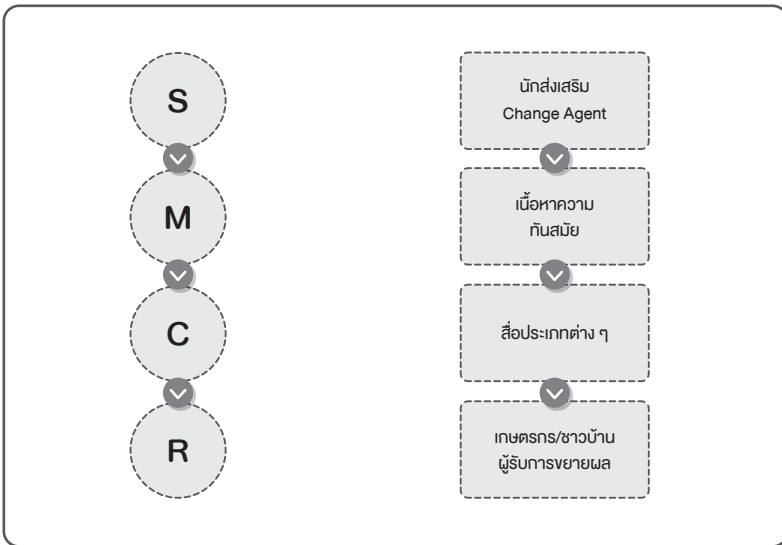 S
นักส่งเสริม
Change Agent
M
เนื้อหาความ
ทันสมัย
C
สื่อประเภทต่าง ๆ
R
เกษตรกร/ชาวบ้าน
ผู้รับการขยายผล